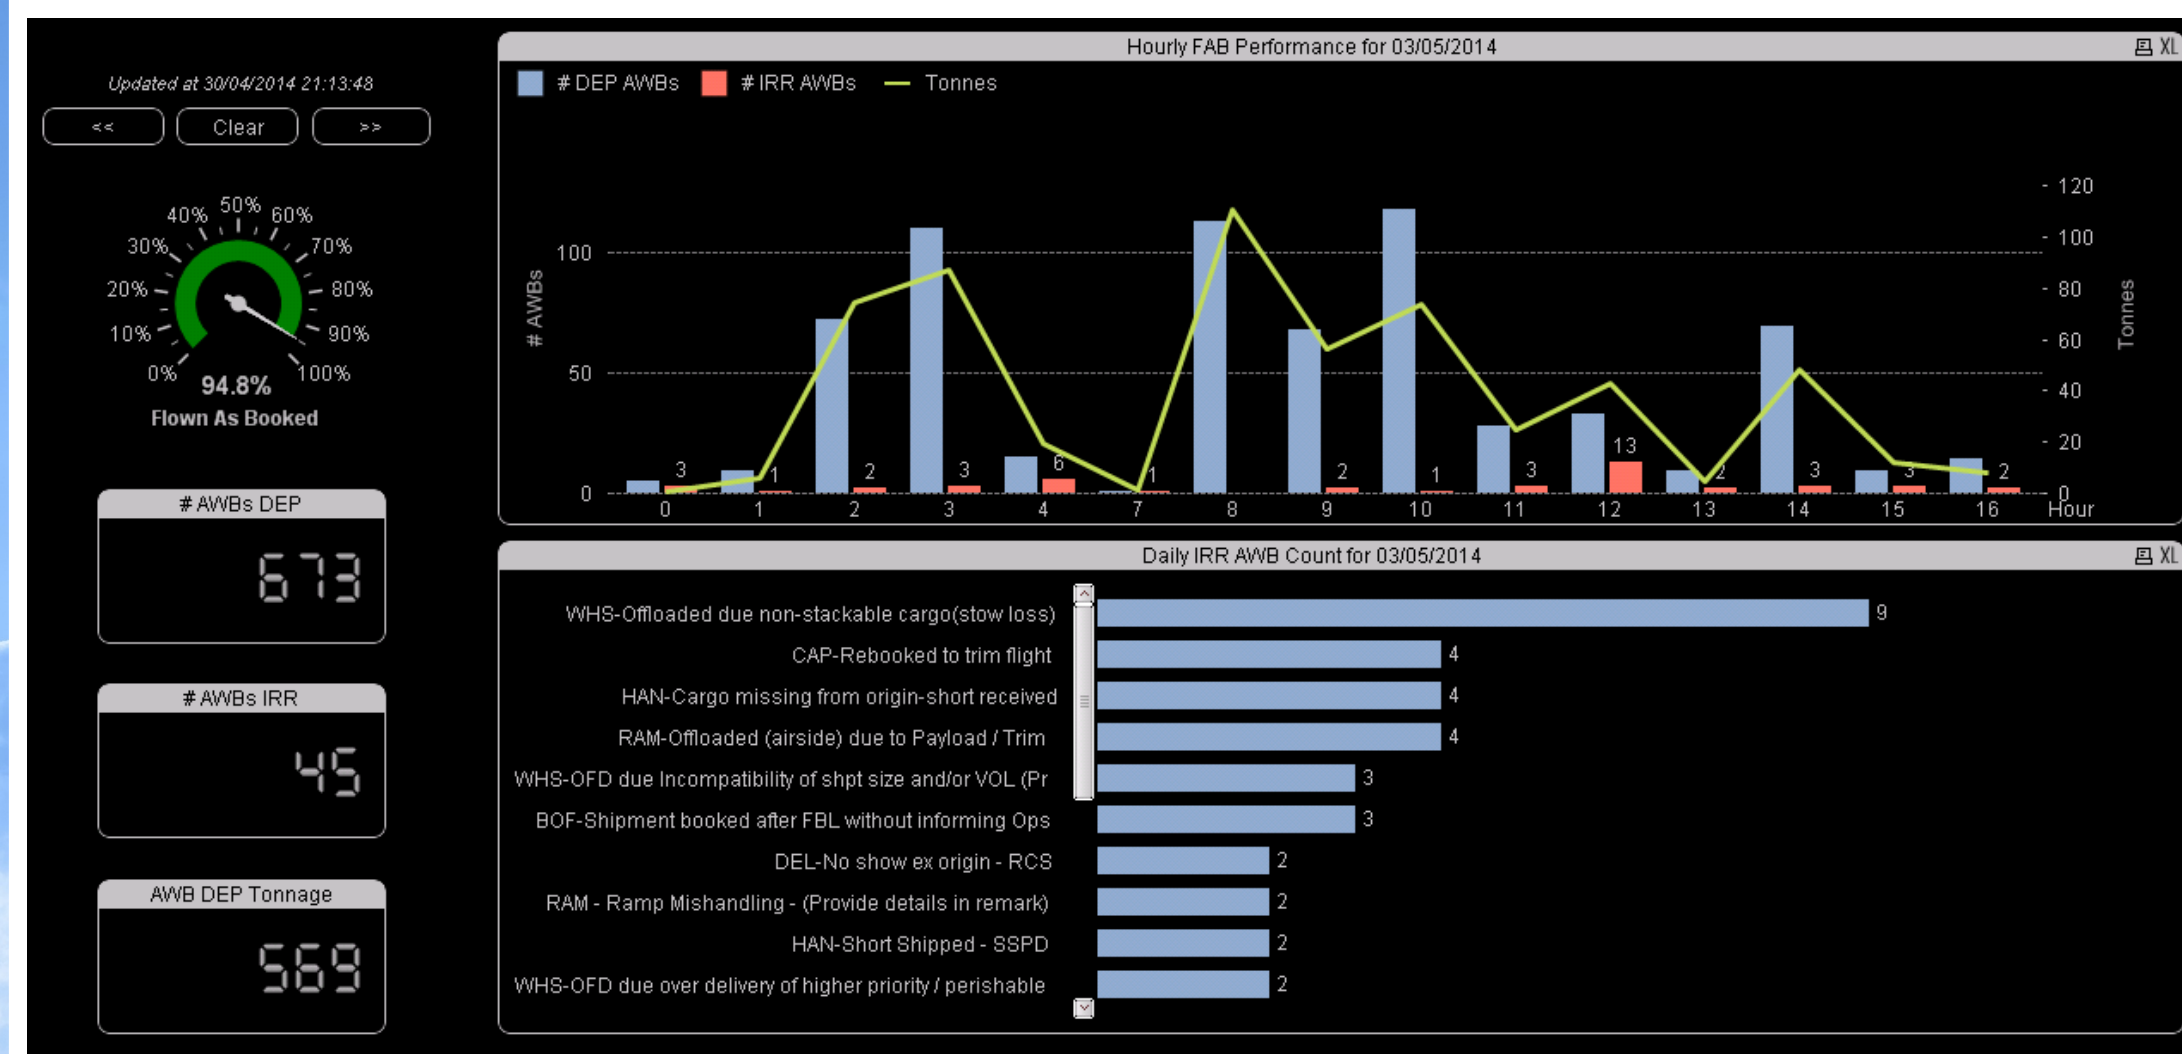 Updated at 30/04/2014 21:13:48
<< Clear >>
0% 10% 20% 30% 40% 50% 60% 70% 80% 90% 100%
94.8%
Flown As Booked
# AWBs DEP
673
# AWBs IRR
45
AWB DEP Tonnage
569
Hourly FAB Performance for 03/05/2014
XL
# DEP AWBs # IRR AWBs Tonnes
# AWBs
100
50
0
3 1 2 3 6 1 2 1 3 13 2 3 3 2
0 1 2 3 4 7 8 9 10 11 12 13 14 15 16 Hour
120
100
80
60
40
20
0
Tonnes
Daily IRR AWB Count for 03/05/2014
XL
WHS-Offloaded due non-stackable cargo(stow loss) 9
CAP-Rebooked to trim flight 4
HAN-Cargo missing from origin-short received 4
RAM-Offloaded (airside) due to Payload / Trim 4
WHS-OFD due Incompatibility of shpt size and/or VOL (Pr 3
BOF-Shipment booked after FBL without informing Ops 3
DEL-No show ex origin - RCS 2
RAM - Ramp Mishandling - (Provide details in remark) 2
HAN-Short Shipped - SSPD 2
WHS-OFD due over delivery of higher priority / perishable 2